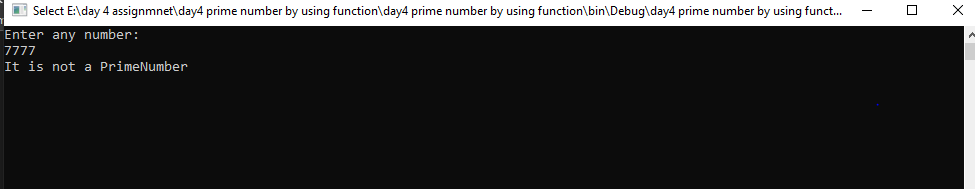 Select E:\day 4 assignmnet\day4 prime number by using function\day4 prime number by using function\bin\Debug\day4 prime number by using funct...
Enter any number:
7777
It is not a PrimeNumber